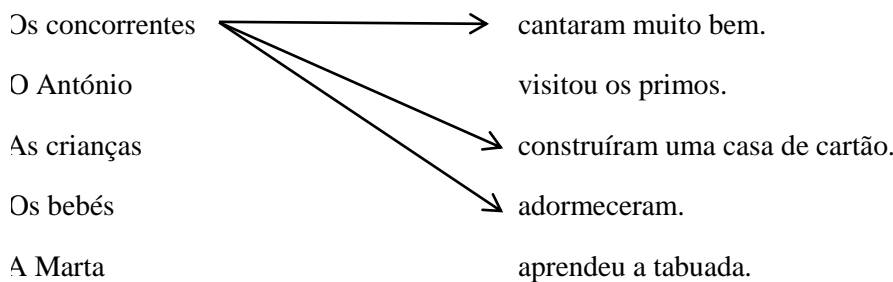 Os concorrentes cantaram muito bem.
O António visitou os primos.
As crianças construíram uma casa de cartão.
Os bebés adormeceram.
A Marta aprendeu a tabuada.